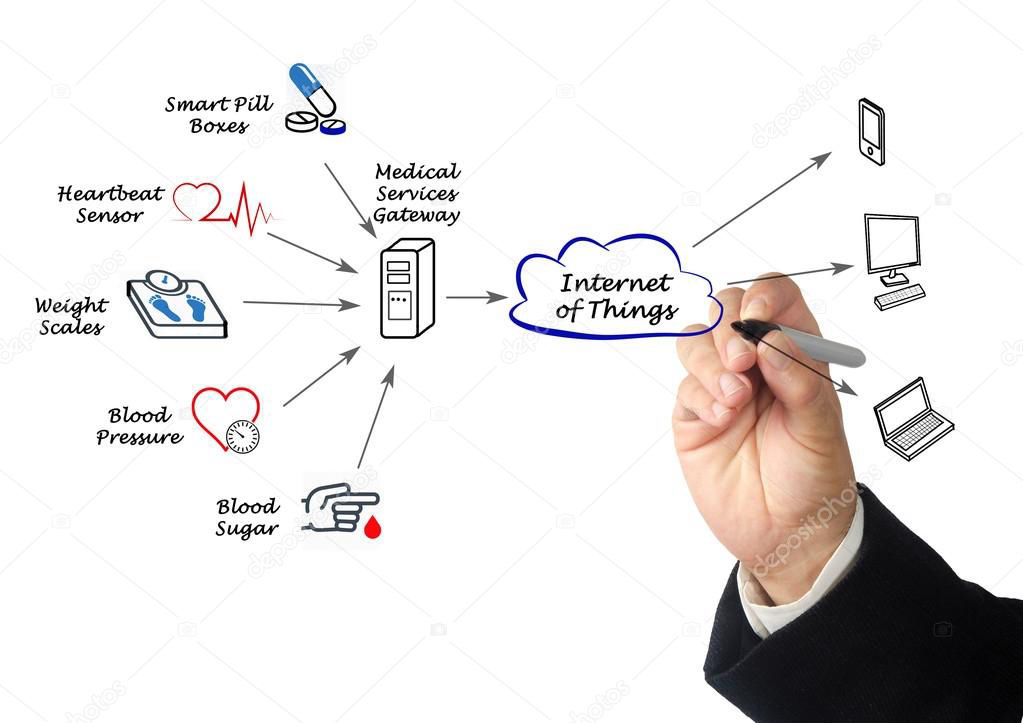 Smart Pill
Boxes
Heartbeat
Sensor
Weight
Scales
Blood
Pressure
Blood
Sugar
Medical
Services
Gateway
Internet
of Things
depositphotos